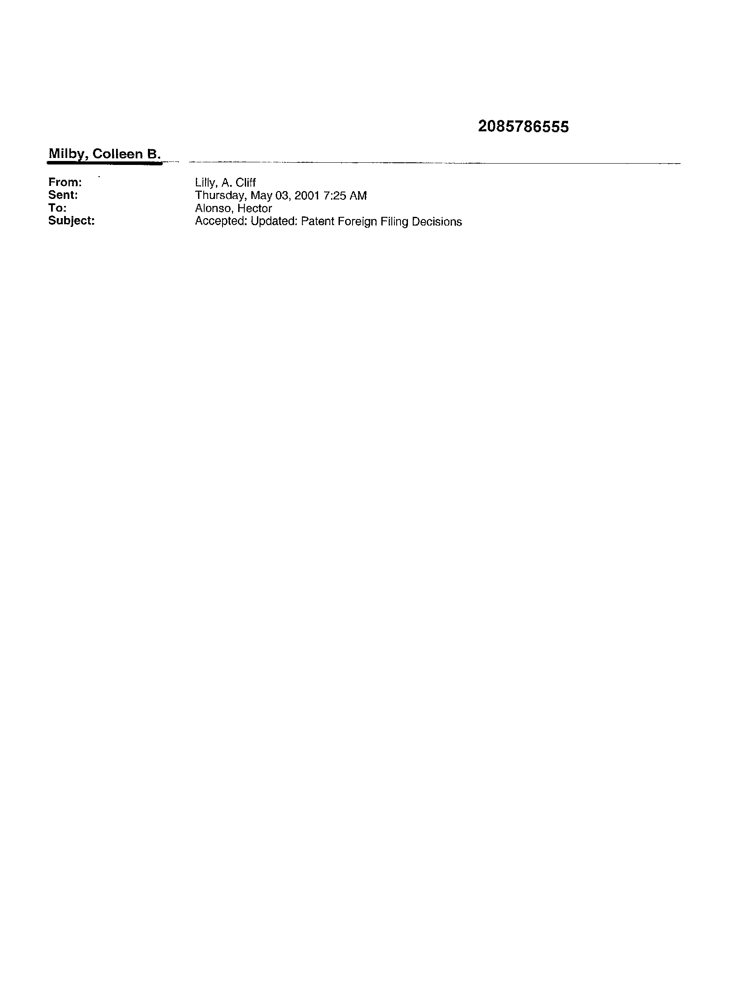 2085786555
Milby, Colleen B.
From: Lilly, A. Cliff
Sent: Thursday, May 03, 2001 7:25 AM
To: Alonso, Hector
Subject: Accepted: Updated: Patent Foreign Filing Decisions